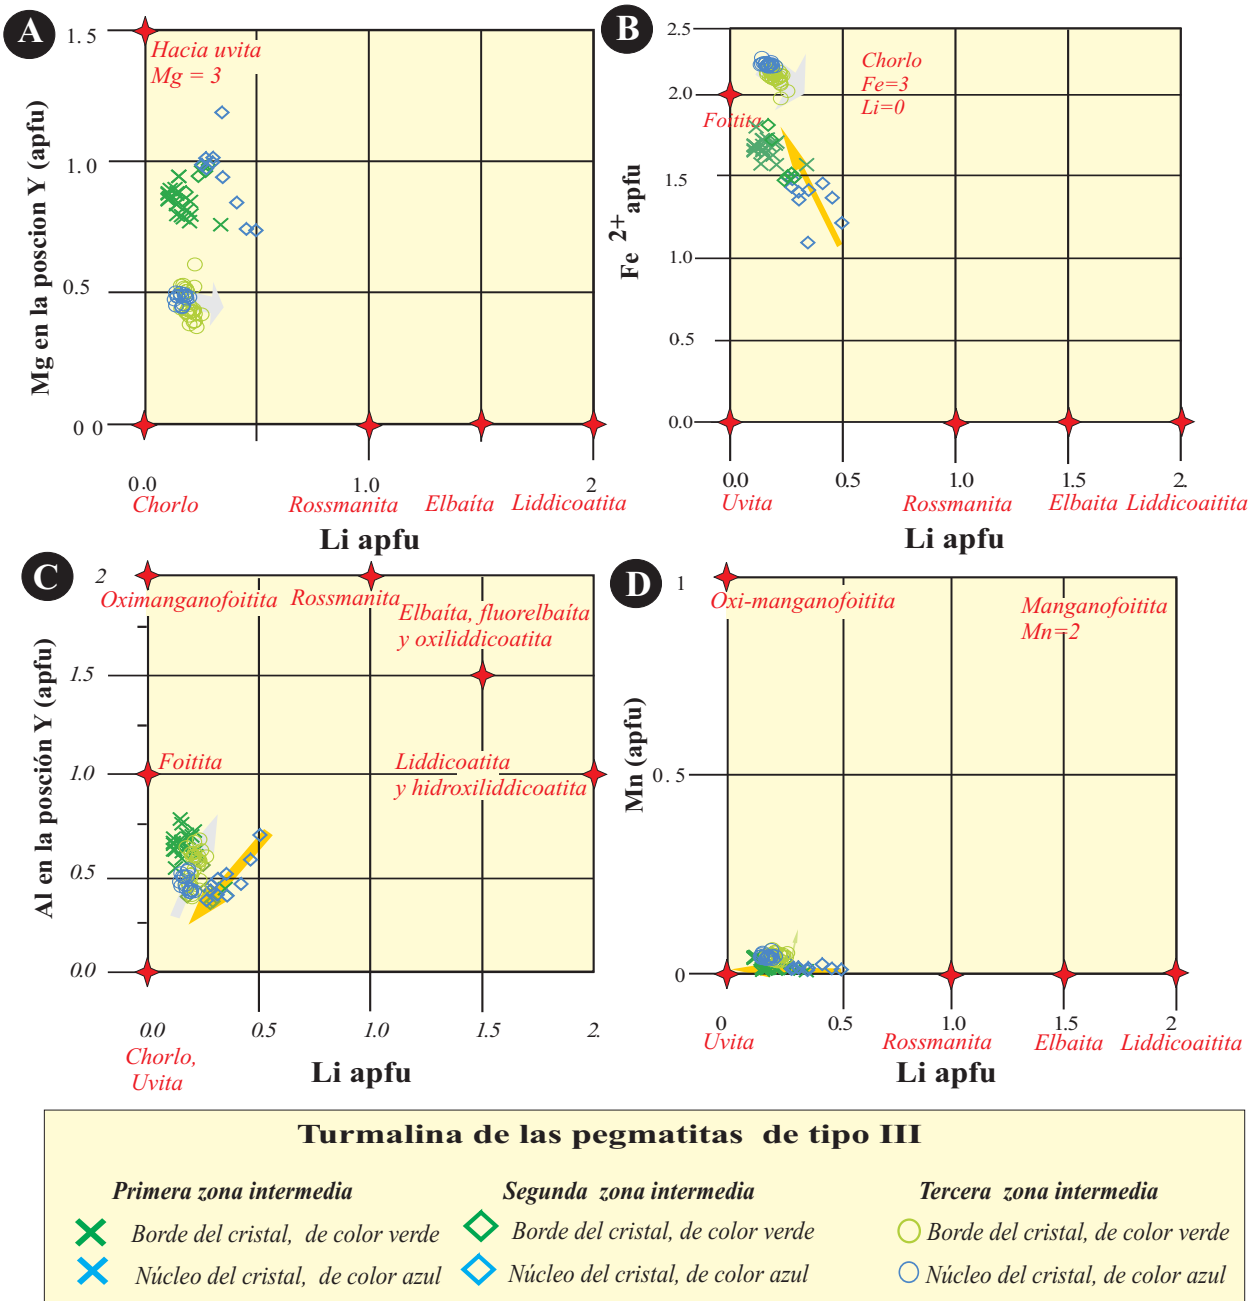 A
1.5
Hacia uvita
Mg = 3
1.0
0.5
0 0
Mg en la poscion Y (apfu)
0.0
1.0
2
Chorlo
Rossmanita
Elbaíta
Liddicoatita
Li apfu
B
2.5
Chorlo
Fe=3
Li=0
2.0
Foitita
1.5
1.0
0.5
0.0
Fe 2+ apfu
0.0
0.5
1.0
1.5
2.
Uvita
Rossmanita
Elbaita
Liddicoaitita
Li apfu
C
2
Oximanganofoitita
Rossmanita
Elbaíta, fluorelbaíta
y oxiliddicoatita
1.5
Foitita
Liddicoatita
1.0
y hidroxiliddicoatita
0.5
0.0
Al en la posción Y (apfu)
0.0
0.5
1.0
1.5
2.
Chorlo,
Uvita
Li apfu
D
1
Oxi-manganofoitita
Manganofoitita
Mn=2
0.5
0
Mn (apfu)
0
0.5
1.0
1.5
2
Uvita
Rossmanita
Elbaita
Liddicoaitita
Li apfu
Turmalina de las pegmatitas de tipo III
Primera zona intermedia
Borde del cristal, de color verde
Núcleo del cristal, de color azul
Segunda zona intermedia
Borde del cristal, de color verde
Núcleo del cristal, de color azul
Tercera zona intermedia
Borde del cristal, de color verde
Núcleo del cristal, de color azul